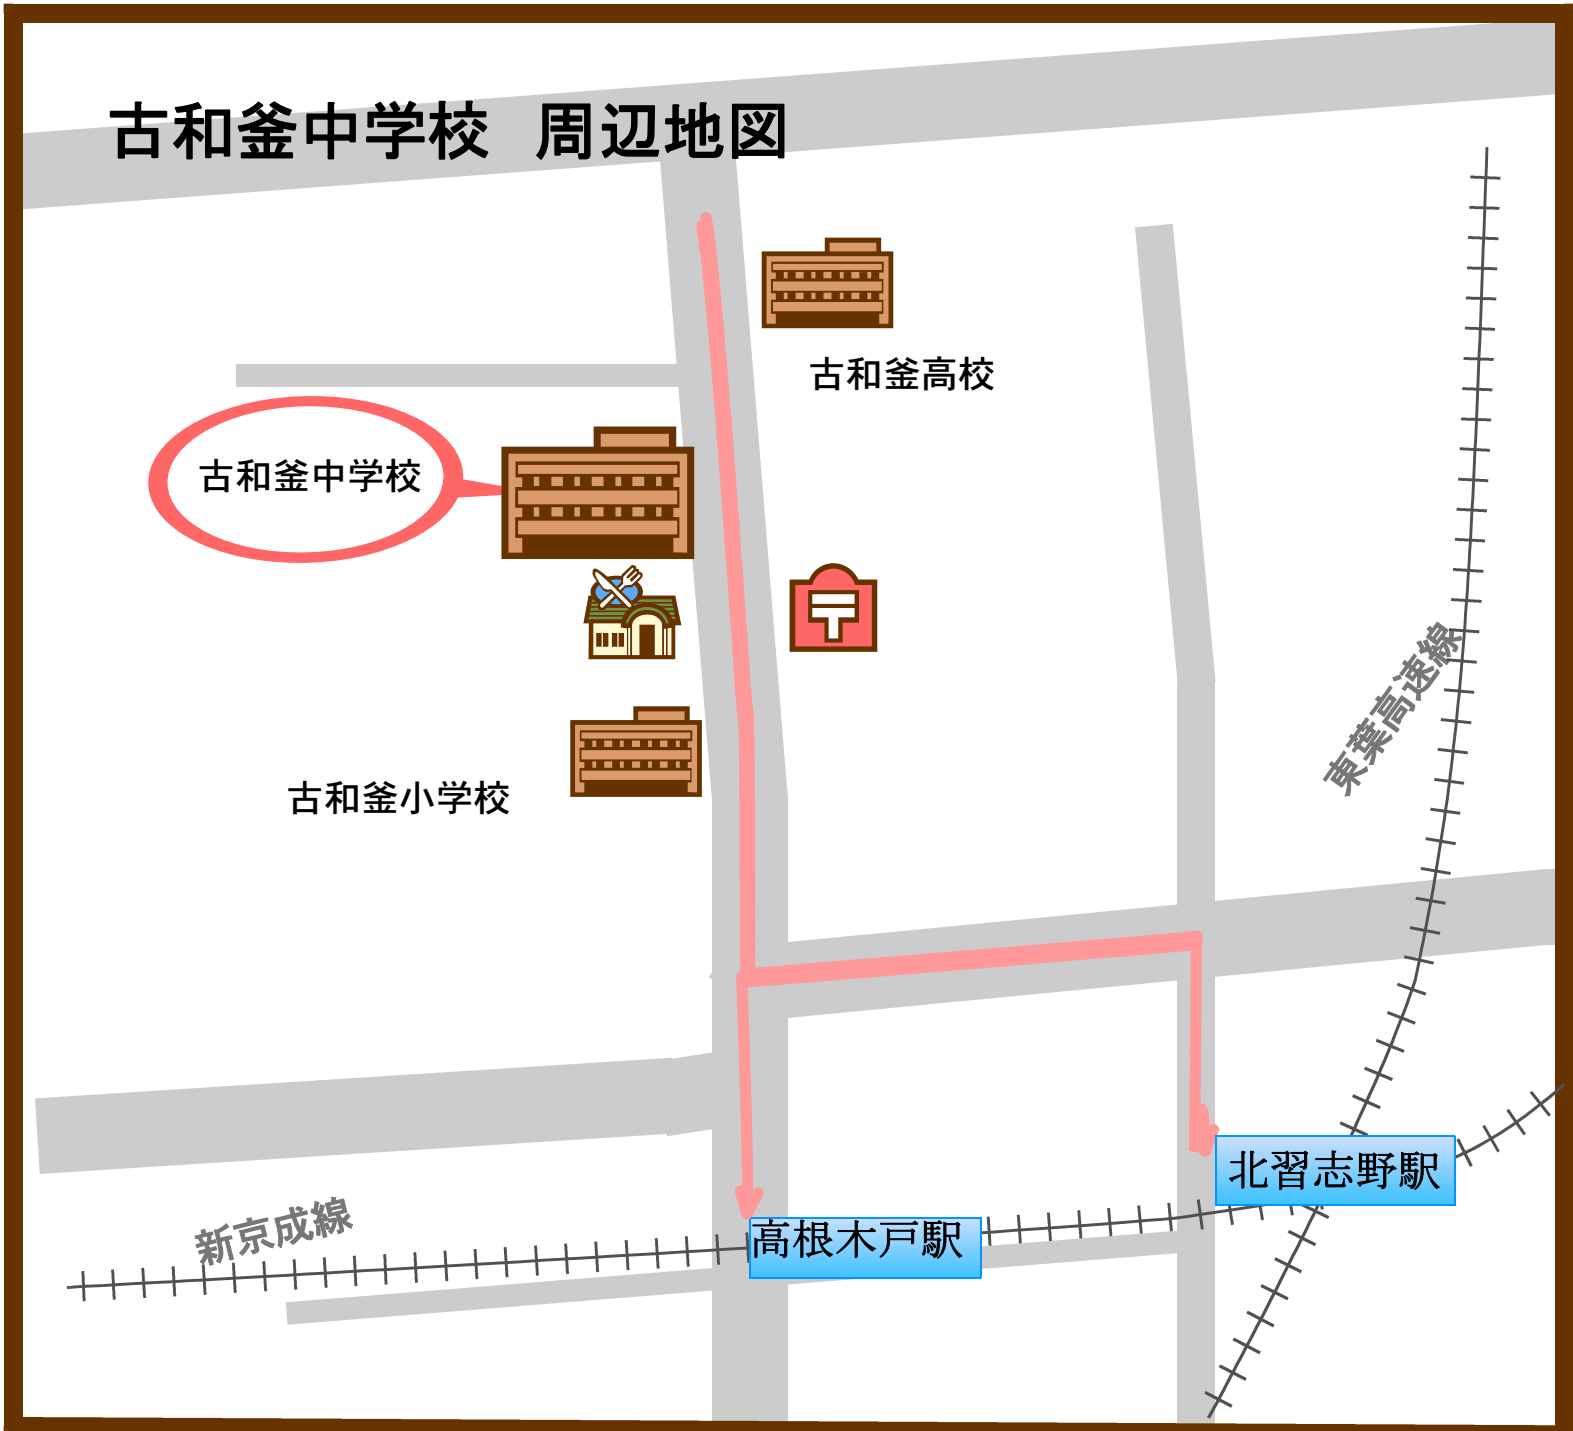 古和釜中学校　周辺地図
古和釜高校
古和釜中学校
東葉高速線
古和釜小学校
北習志野駅
新京成線
高根木戸駅